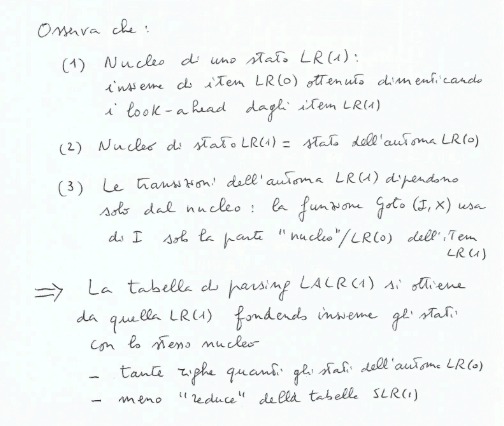 Osserva che :
(1) Nucleo di uno stato LR(1) :
insieme di item LR(0) ottenuto dimenticando
i look-ahead dagli item LR(1)
(2) Nucleo di stato LR(1) = stato dell'automa LR(0)
(3) Le transizioni dell'automa LR(1) dipendono
solo dal nucleo : la funzione Goto (I, X) usa
di I solo la parte "nucleo"/LR(0) dell'item
LR(1)
⇒ La tabella di parsing LALR(1) si ottiene
da quella LR(1) fondendo insieme gli stati
con lo stesso nucleo
- tante righe quanti gli stati dell'automa LR(0)
- meno "reduce" della tabella SLR(1)